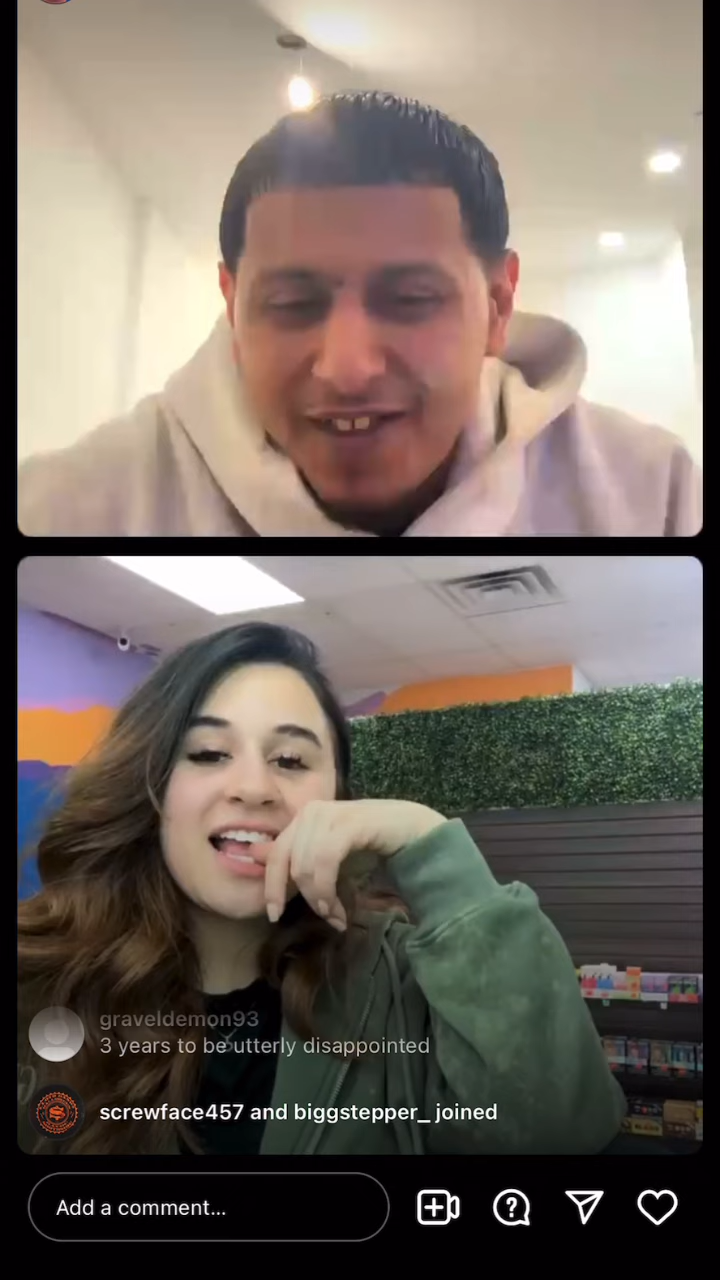 graveldemon93
3 years to be utterly disappointed
screwface457 and biggstepper_ joined
Add a comment...